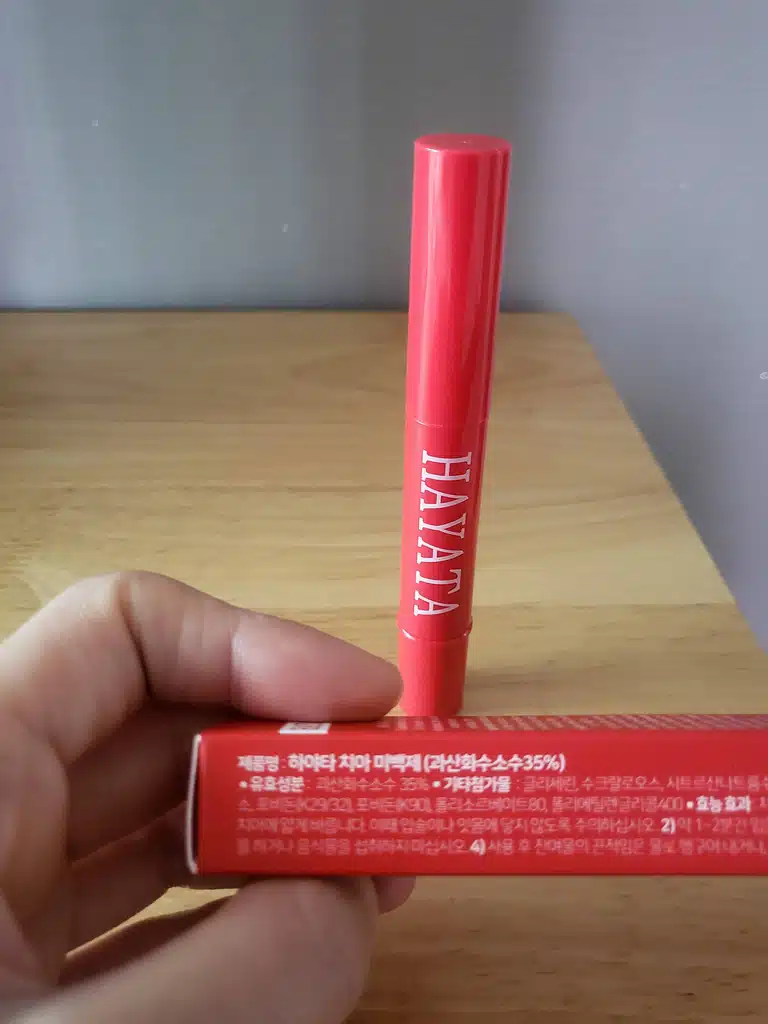 HAYATA
제품명 : 하야타 치아 미백제 (과산화수소수35%)
• 유효성분 : 과산화수소수 35% • 기타첨가물 : 글리세린, 수크랄로오스, 시트르산나트륨수
소, 포비돈(K29/32), 포비돈(K90), 폴리소르베이트80, 폴리에틸렌글리콜400 • 효능효과
치아에 얇게 바릅니다. 이때 입술이나 잇몸에 닿지 않도록 주의하십시오. 2) 약 1~2분간 입
를 하거나 음식물을 섭취하지 마십시오. 4) 사용 후 잔여물의 끈적임은 물로 헹구어 내거나,